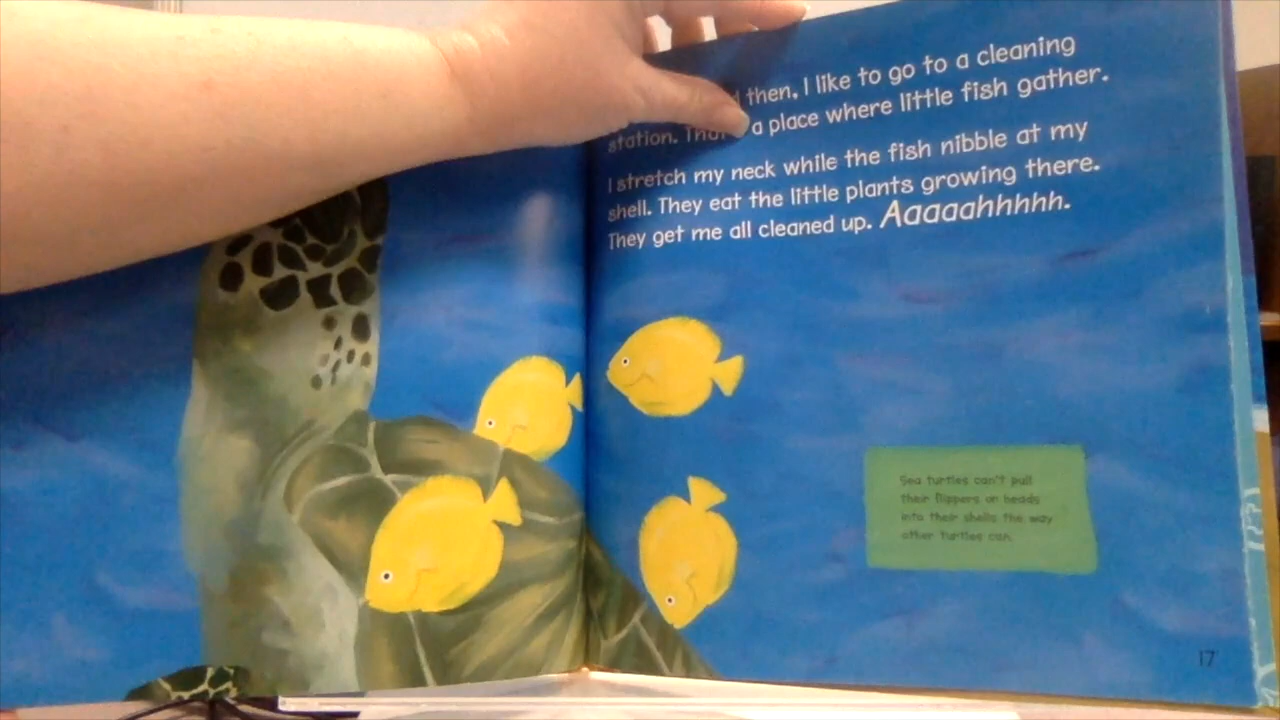 then, I like to go to a cleaning
station. a place where little fish gather.
I stretch my neck while the fish nibble at my
shell. They eat the little plants growing there.
They get me all cleaned up. Aaaaahhhhh.
Sea turtles can't pull
their flippers or heads
into their shells the way
other turtles can.
17